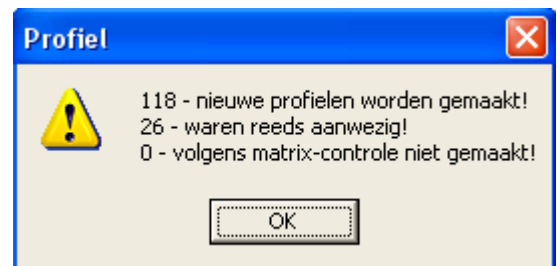 Profiel
118 - nieuwe profielen worden gemaakt!
26 - waren reeds aanwezig!
0 - volgens matrix-controle niet gemaakt!
OK